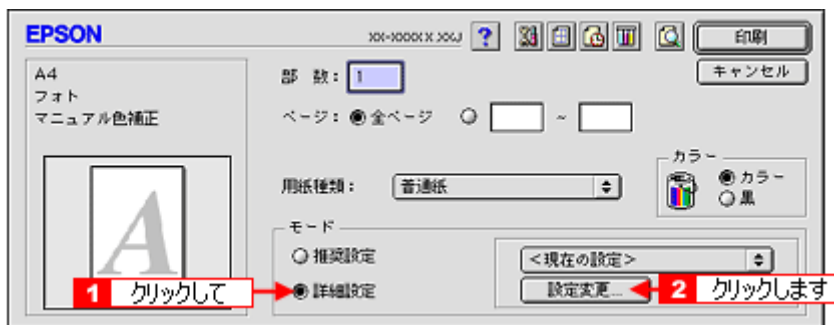 EPSON XX-XXXX X.XXJ ? 印刷
キャンセル
A4
フォト
マニュアル色補正
部 数: 1
ページ: 全ページ ~
用紙種類: 普通紙
カラー
カラー
黒
モード
推奨設定
詳細設定
<現在の設定>
設定変更...
A
1 クリックして
2 クリックします